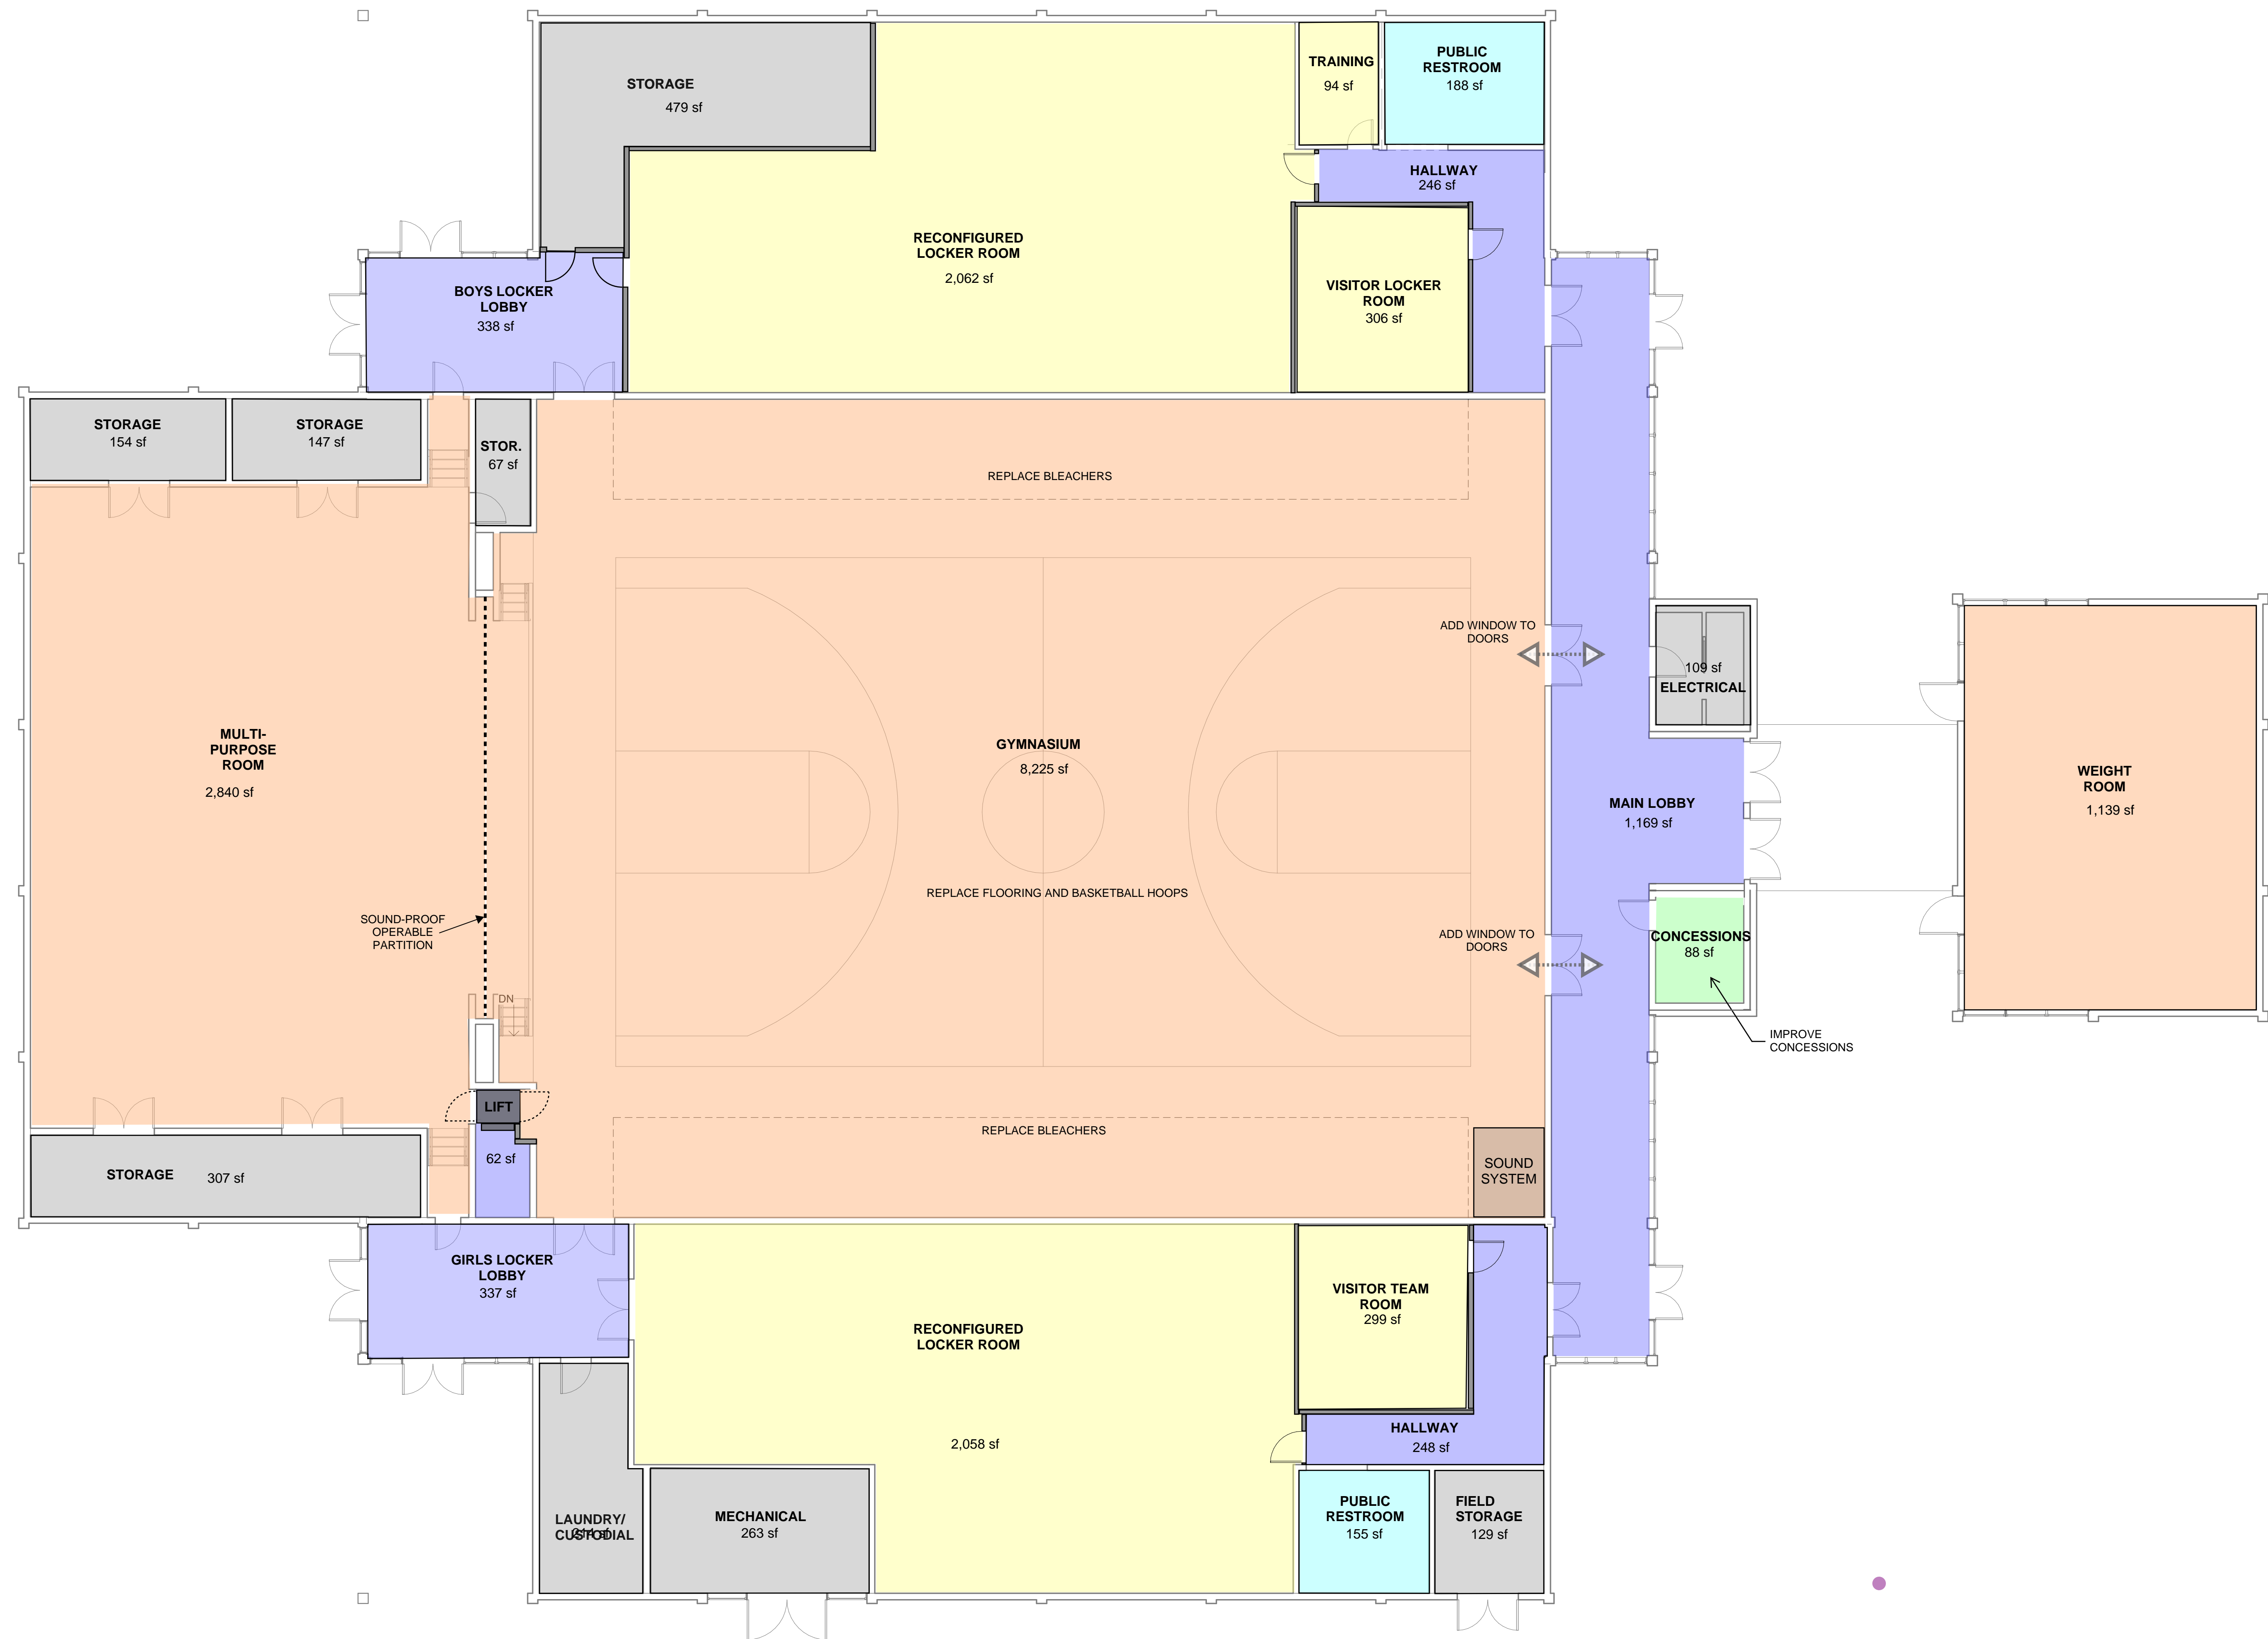 STORAGE
479 sf
TRAINING
94 sf
PUBLIC
RESTROOM
188 sf
HALLWAY
246 sf
RECONFIGURED
LOCKER ROOM
2,062 sf
VISITOR LOCKER
ROOM
306 sf
BOYS LOCKER
LOBBY
338 sf
STORAGE
154 sf
STORAGE
147 sf
STOR.
67 sf
REPLACE BLEACHERS
ADD WINDOW TO
DOORS
109 sf
ELECTRICAL
MULTI-
PURPOSE
ROOM
2,840 sf
GYMNASIUM
8,225 sf
MAIN LOBBY
1,169 sf
WEIGHT
ROOM
1,139 sf
REPLACE FLOORING AND BASKETBALL HOOPS
SOUND-PROOF
OPERABLE
PARTITION
ADD WINDOW TO
DOORS
CONCESSIONS
88 sf
DN
IMPROVE
CONCESSIONS
LIFT
REPLACE BLEACHERS
62 sf
STORAGE
307 sf
SOUND
SYSTEM
GIRLS LOCKER
LOBBY
337 sf
VISITOR TEAM
ROOM
299 sf
RECONFIGURED
LOCKER ROOM
2,058 sf
HALLWAY
248 sf
LAUNDRY/
CUSTODIAL
MECHANICAL
263 sf
PUBLIC
RESTROOM
155 sf
FIELD
STORAGE
129 sf